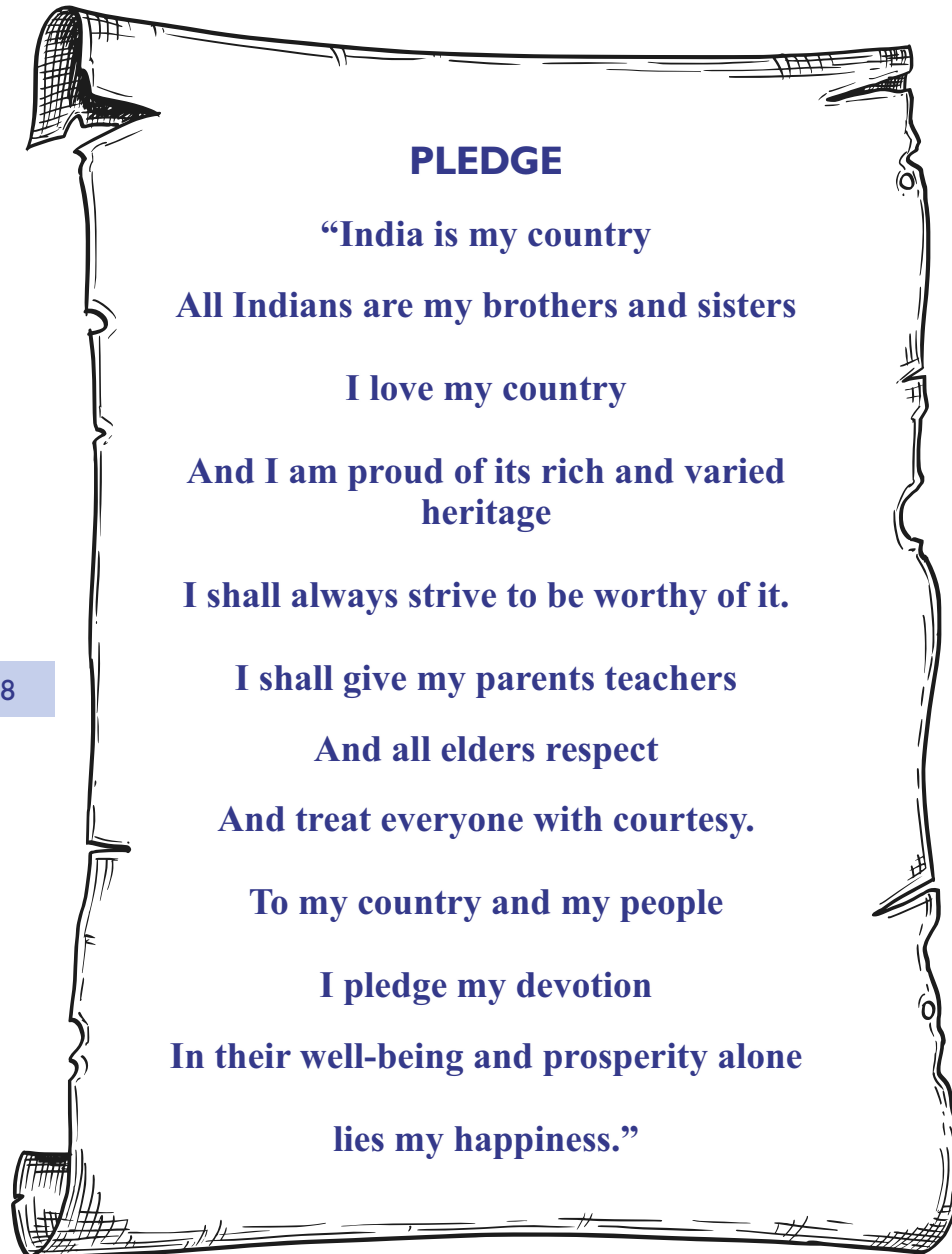 PLEDGE
“India is my country
All Indians are my brothers and sisters
I love my country
And I am proud of its rich and varied
heritage
I shall always strive to be worthy of it.
I shall give my parents teachers
And all elders respect
And treat everyone with courtesy.
To my country and my people
I pledge my devotion
In their well-being and prosperity alone
lies my happiness.”
8